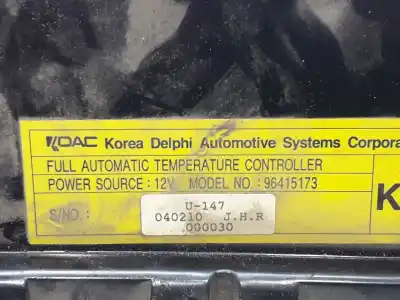 KDAC Korea Delphi Automotive Systems Corpora
FULL AUTOMATIC TEMPERATURE CONTROLLER
POWER SOURCE : 12V MODEL NO. : 96415173
K
S/NO. :
U-147
040210 J.H.R
000030